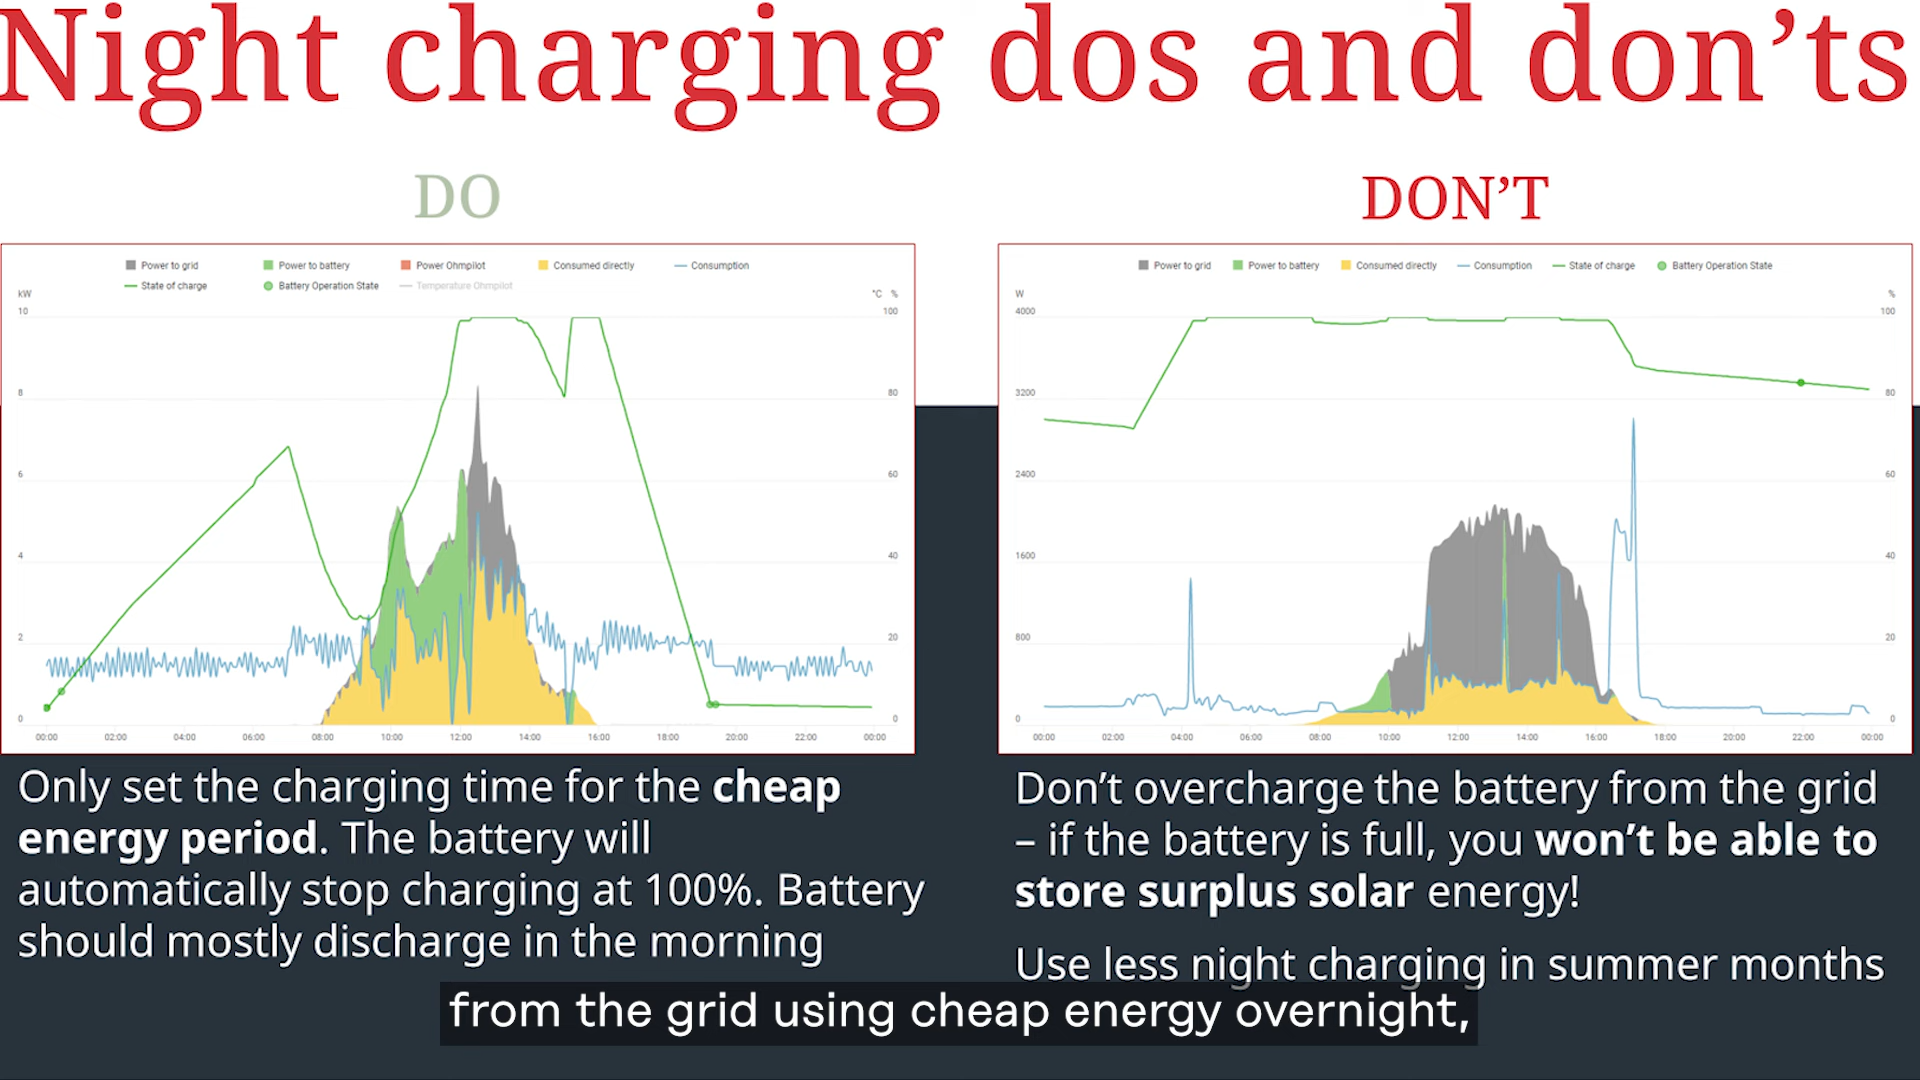 Night charging dos and don’ts
DO
DON’T
Power to grid
Power to battery
Power Ohmpilot
Consumed directly
Consumption
State of charge
Battery Operation State
Temperature Ohmpilot
kW
°C %
10
100
8
80
6
60
4
40
2
20
0
0
00:00 02:00 04:00 06:00 08:00 10:00 12:00 14:00 16:00 18:00 20:00 22:00 00:00
Power to grid
Power to battery
Consumed directly
Consumption
State of charge
Battery Operation State
W
%
4000
100
3200
80
2400
60
1600
40
800
20
0
0
00:00 02:00 04:00 06:00 08:00 10:00 12:00 14:00 16:00 18:00 20:00 22:00 00:00
Only set the charging time for the cheap
energy period. The battery will
automatically stop charging at 100%. Battery
should mostly discharge in the morning
Don’t overcharge the battery from the grid
– if the battery is full, you won’t be able to
store surplus solar energy!
Use less night charging in summer months
from the grid using cheap energy overnight,